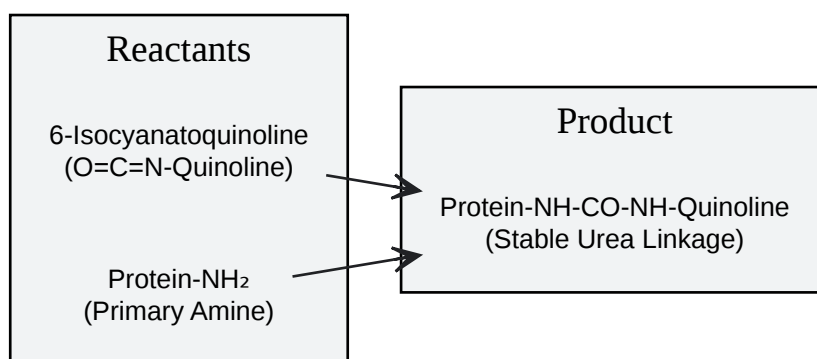 Reactants
6-Isocyanatoquinoline
(O=C=N-Quinoline)
Protein-NH₂
(Primary Amine)
Product
Protein-NH-CO-NH-Quinoline
(Stable Urea Linkage)